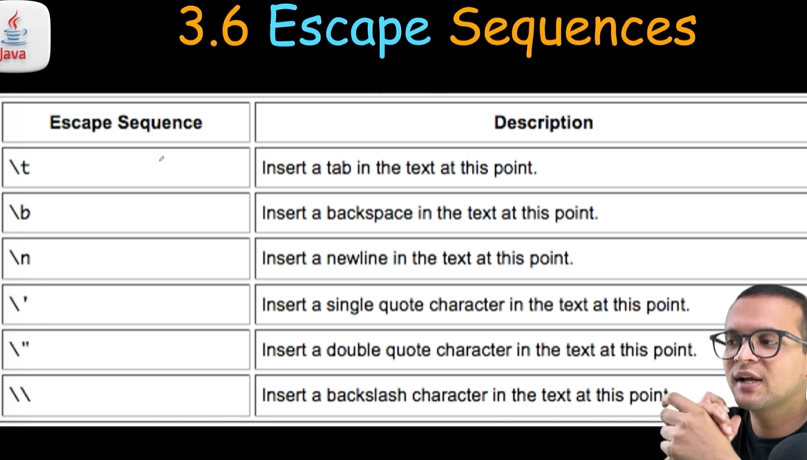 Java
3.6 Escape Sequences
Escape Sequence Description
\t Insert a tab in the text at this point.
\b Insert a backspace in the text at this point.
\n Insert a newline in the text at this point.
\' Insert a single quote character in the text at this point.
\" Insert a double quote character in the text at this point.
\\ Insert a backslash character in the text at this point